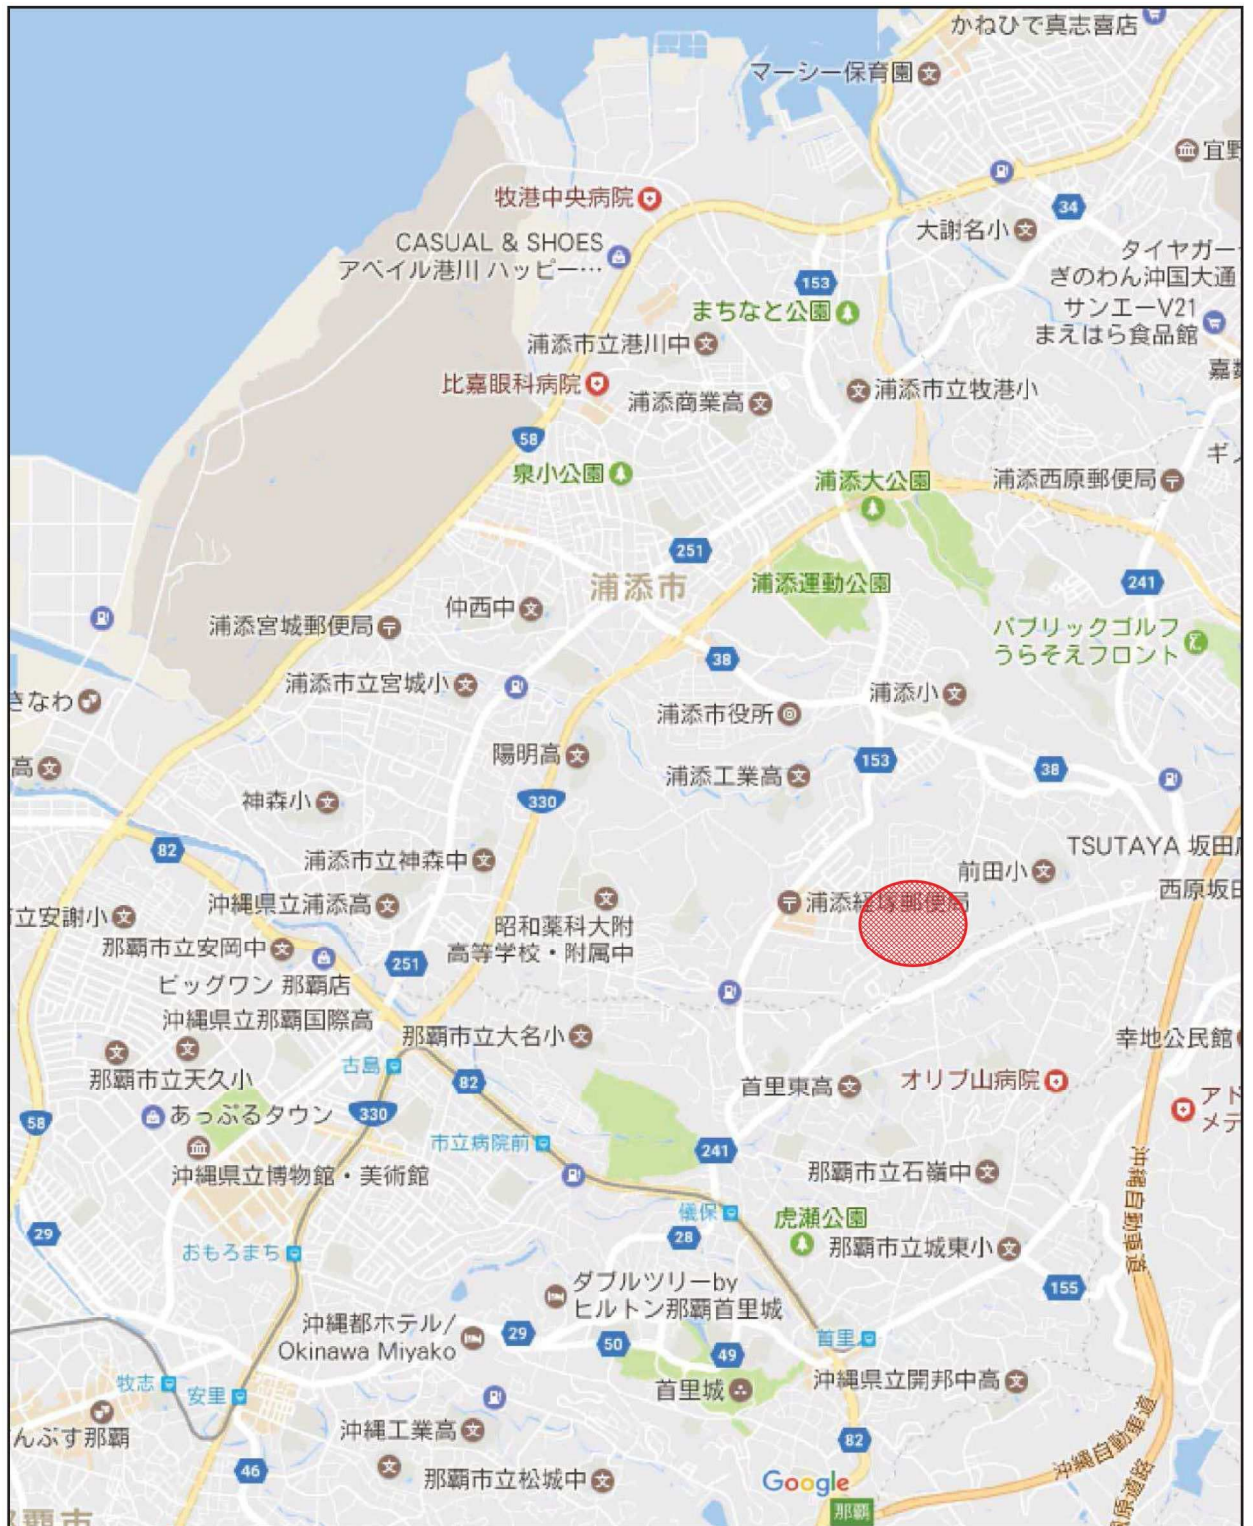 かねひで真志喜店
マーシー保育園
宜野
牧港中央病院
34
大謝名小
CASUAL & SHOES
アベイル港川 ハッピー…
タイヤガー
ぎのわん沖国大通
153
サンエーV21
まえはら食品館
まちなと公園
浦添市立港川中
嘉数
比嘉眼科病院
浦添商業高
浦添市立牧港小
58
ギノ
泉小公園
浦添大公園
浦添西原郵便局
251
浦添市
浦添運動公園
241
仲西中
浦添宮城郵便局
パブリックゴルフ
うらそえフロント
38
浦添市立宮城小
浦添小
きなわ
浦添市役所
陽明高
153
38
高
浦添工業高
330
神森小
82
TSUTAYA 坂田
浦添市立神森中
前田小
西原坂田
沖縄県立浦添高
浦添経塚郵便局
市立安謝小
昭和薬科大附
高等学校・附属中
那覇市立安岡中
251
ビッグワン 那覇店
沖縄県立那覇国際高
那覇市立大名小
幸地公民館
古島
那覇市立天久小
82
首里東高
オリブ山病院
あっぷるタウン
330
58
アド
メデ
市立病院前
241
沖縄県立博物館・美術館
那覇市立石嶺中
沖縄自動車道
儀保
虎瀬公園
29
28
おもろまち
那覇市立城東小
155
ダブルツリーby
ヒルトン那覇首里城
沖縄都ホテル/
Okinawa Miyako
29
50
49
首里
首里城
沖縄県立開邦中高
牧志
安里
んぶす那覇
沖縄工業高
82
沖縄自動車道
46
那覇市立松城中
Google
那覇
那覇市